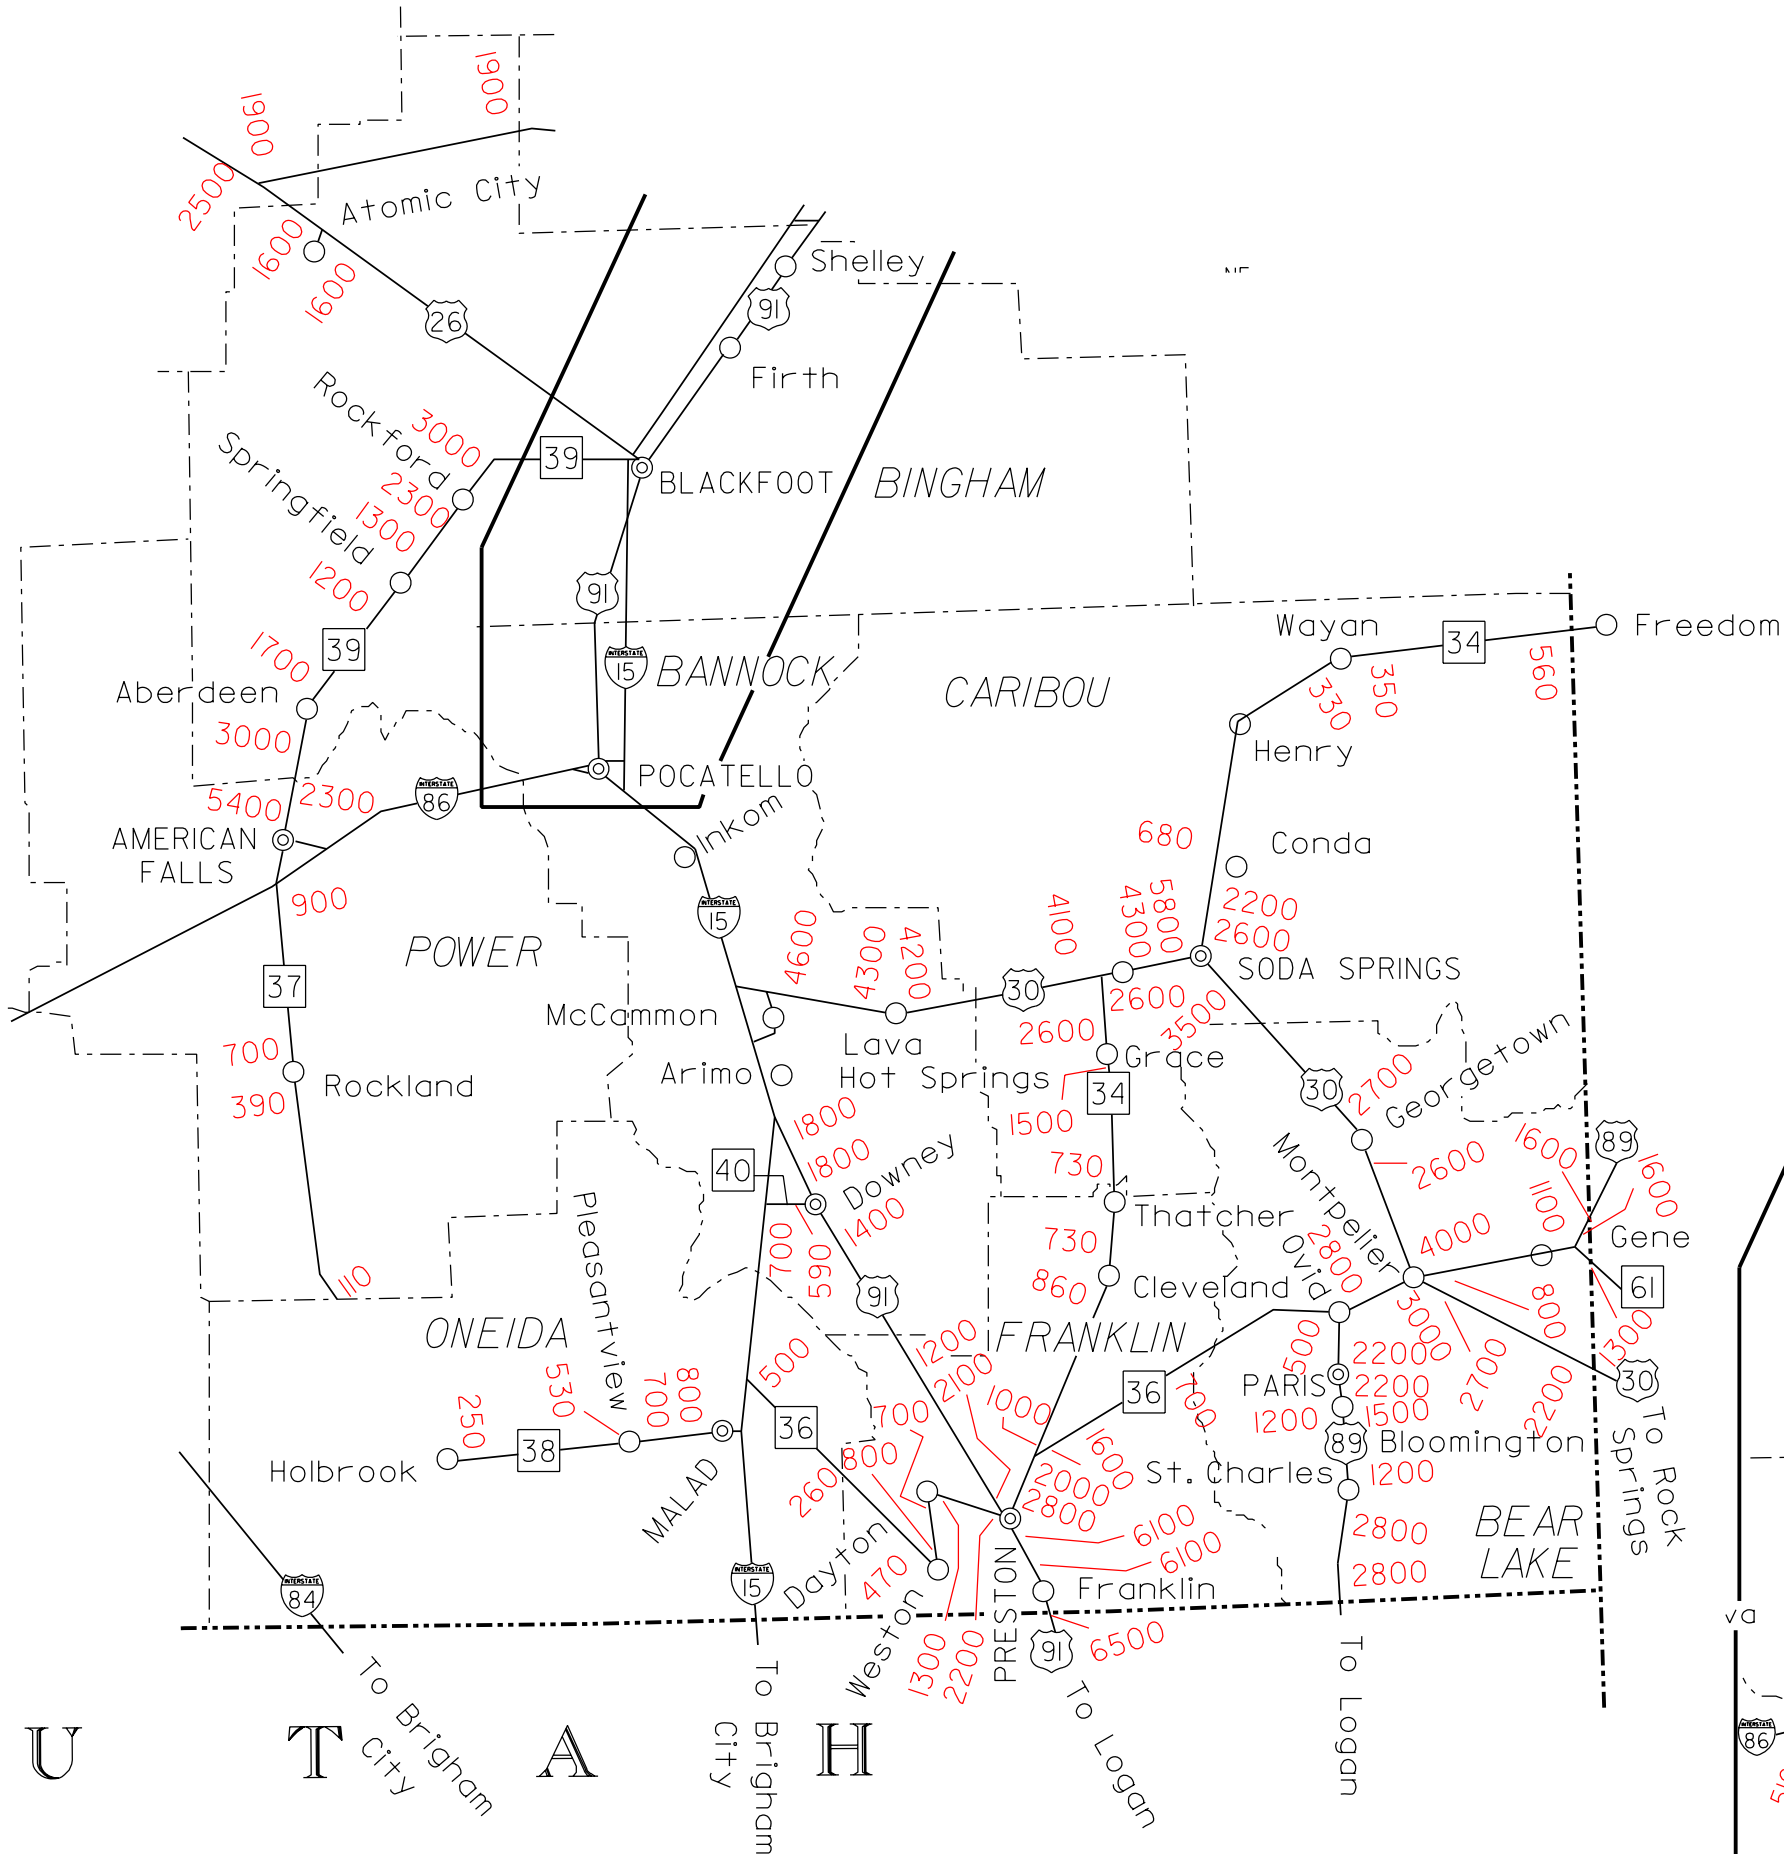 1900
1900
2500
Atomic City
1600
1600
26
Shelley
91
Firth
NE
Rockford
3000
39
Springfield
2300
1300
BLACKFOOT
BINGHAM
1200
91
1700
39
Aberdeen
3000
INTERSTATE
15
BANNOCK
CARIBOU
Wayan
34
Freedom
330
350
560
Henry
5400
2300
INTERSTATE
86
POCATELLO
Inkom
AMERICAN
FALLS
900
680
Conda
POWER
INTERSTATE
15
4600
4300
4200
4100
4300
5800
2200
2600
SODA SPRINGS
37
McCammon
30
2600
3500
2600
Lava
Hot Springs
Grace
Arimo
700
Rockland
390
34
1500
30
2700
Georgetown
1800
1800
40
Downey
730
Montpelier
2600
1600
89
1600
1100
Pleasantview
1400
700
590
Thatcher
730
Ovid
2800
4000
Gene
860
Cleveland
110
91
61
800
1300
ONEIDA
FRANKLIN
3000
2700
2200
30
To Rock
Springs
1200
2100
1000
500
530
700
800
250
38
Holbrook
36
700
800
260
36
700
1500
2200
PARIS
2200
1200
1500
89
Bloomington
St. Charles
1200
MALAD
1600
2000
2800
6100
6100
BEAR
LAKE
2800
2800
Dayton
470
Weston
1300
2200
PRESTON
Franklin
6500
91
INTERSTATE
84
INTERSTATE
15
To Brigham
City
To Brigham
City
To Logan
To Logan
va
INTERSTATE
86
U T A H